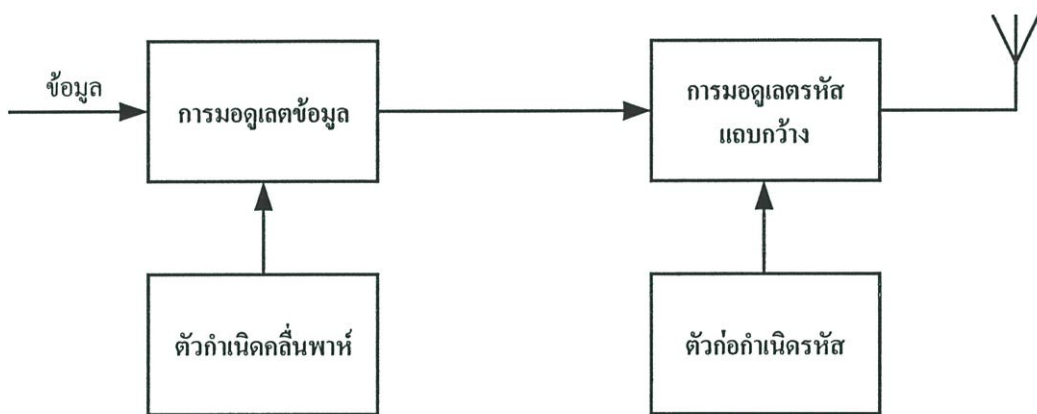 ข้อมูล
การมอดูเลตข้อมูล
การมอดูเลตรหัส
แถบกว้าง
ตัวกำเนิดคลื่นพาห์
ตัวก่อกำเนิดรหัส